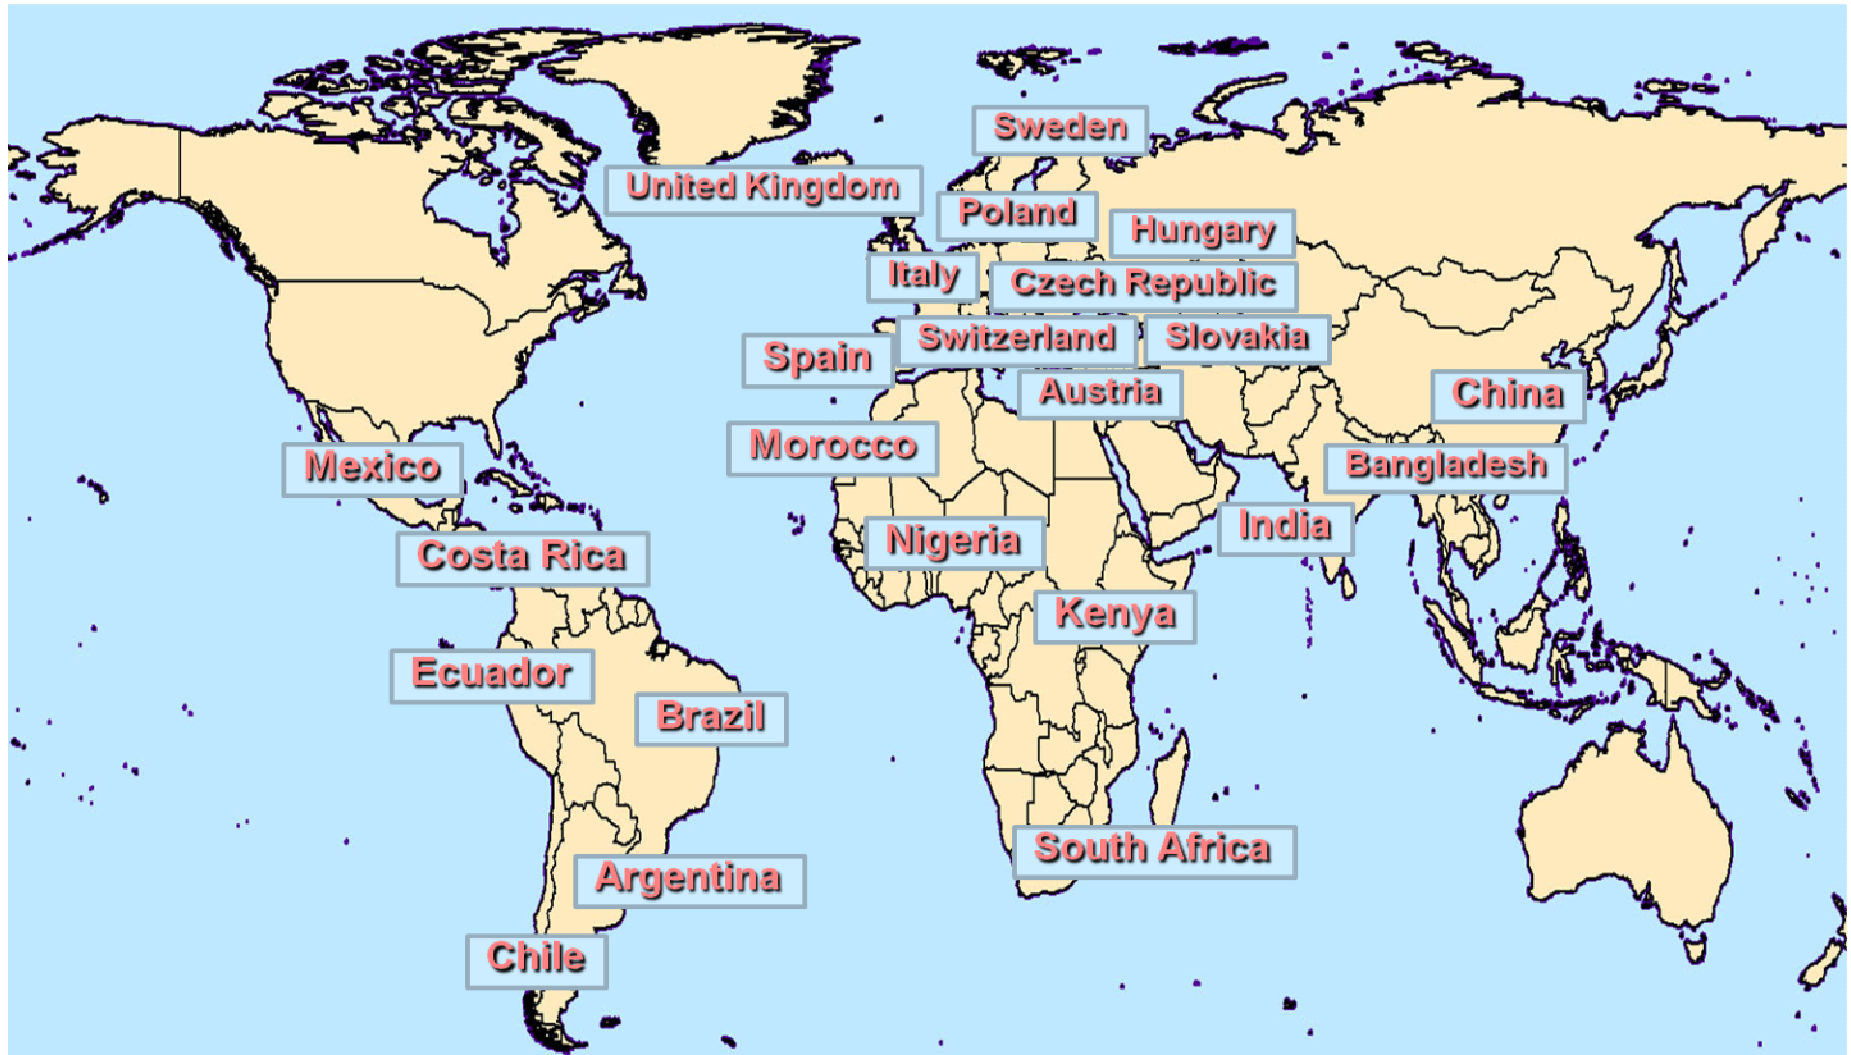 Sweden
United Kingdom
Poland
Hungary
Italy
Czech Republic
Switzerland
Slovakia
Spain
Austria
China
Morocco
Mexico
Bangladesh
India
Nigeria
Costa Rica
Kenya
Ecuador
Brazil
South Africa
Argentina
Chile